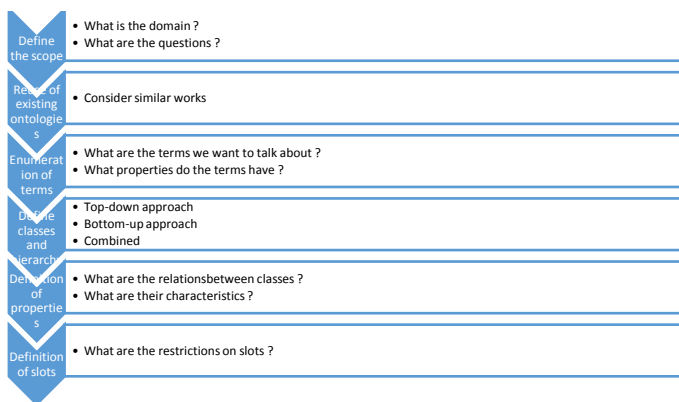 Define
the scope
• What is the domain ?
• What are the questions ?
Reuse of
existing
ontologie
s
• Consider similar works
Enumerat
ion of
terms
• What are the terms we want to talk about ?
• What properties do the terms have ?
Define
classes
and
hierarchy
• Top-down approach
• Bottom-up approach
• Combined
Definition
of
propertie
s
• What are the relationsbetween classes ?
• What are their characteristics ?
Definition
of slots
• What are the restrictions on slots ?